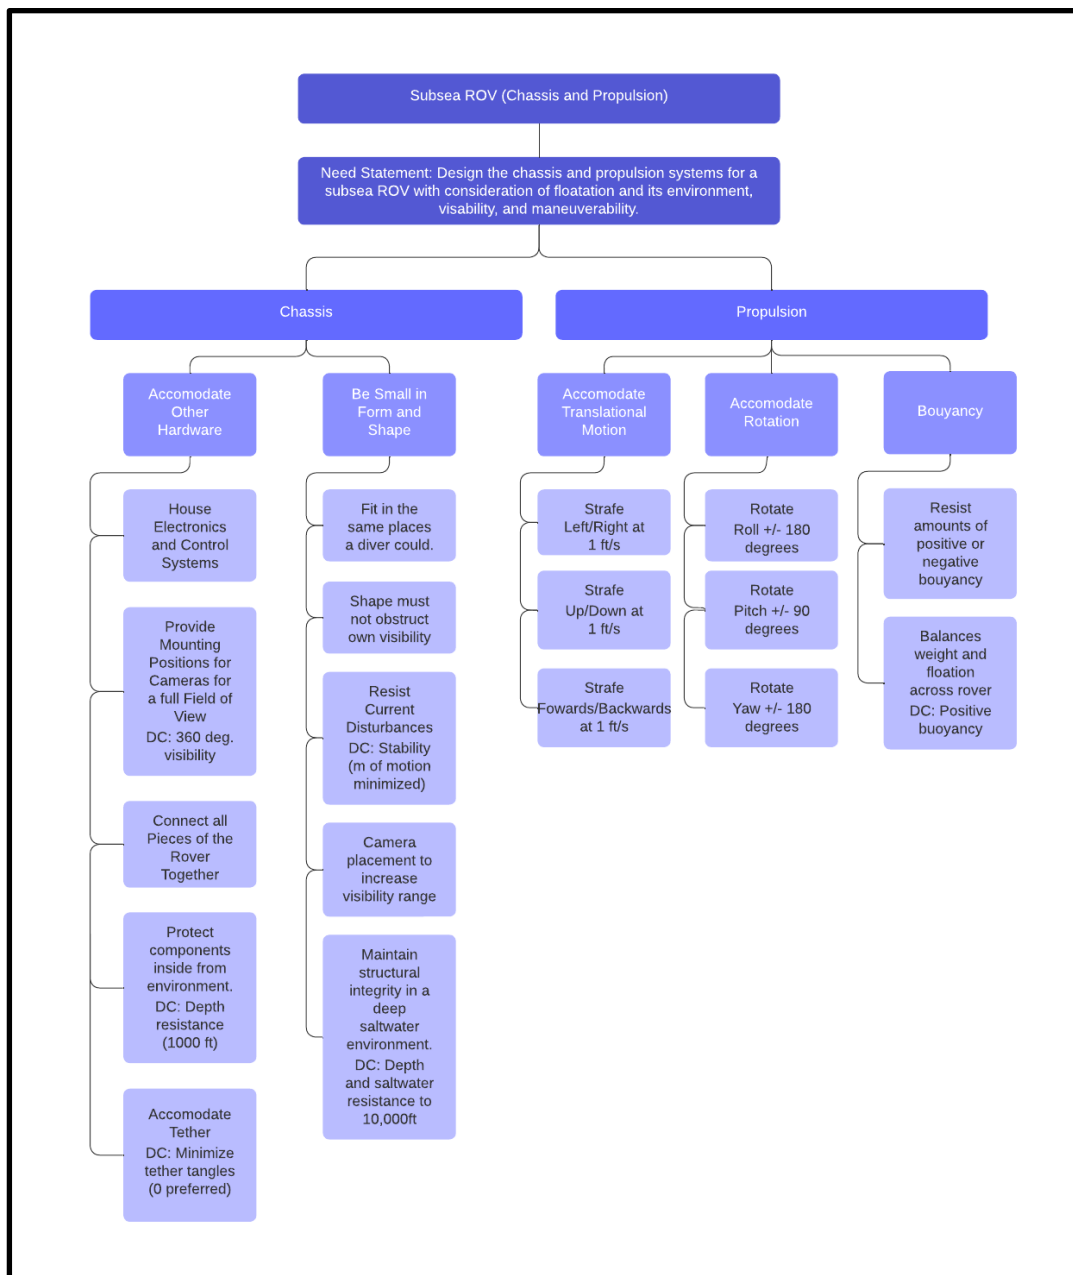 Subsea ROV (Chassis and Propulsion)
Need Statement: Design the chassis and propulsion systems for a
subsea ROV with consideration of floatation and its environment,
visability, and maneuverability.
Chassis
Propulsion
Accomodate
Other
Hardware
Be Small in
Form and
Shape
Accomodate
Translational
Motion
Accomodate
Rotation
Bouyancy
House
Electronics
and Control
Systems
Provide
Mounting
Positions for
Cameras for
a full Field of
View
DC: 360 deg.
visibility
Connect all
Pieces of the
Rover
Together
Protect
components
inside from
environment.
DC: Depth
resistance
(1000 ft)
Accomodate
Tether
DC: Minimize
tether tangles
(0 preferred)
Fit in the
same places
a diver could.
Shape must
not obstruct
own visibility
Resist
Current
Disturbances
DC: Stability
(m of motion
minimized)
Camera
placement to
increase
visibility range
Maintain
structural
integrity in a
deep
saltwater
environment.
DC: Depth
and saltwater
resistance to
10,000ft
Strafe
Left/Right at
1 ft/s
Strafe
Up/Down at
1 ft/s
Strafe
Fowards/Backwards
at 1 ft/s
Rotate
Roll +/- 180
degrees
Rotate
Pitch +/- 90
degrees
Rotate
Yaw +/- 180
degrees
Resist
amounts of
positive or
negative
bouyancy
Balances
weight and
floation
across rover
DC: Positive
buoyancy